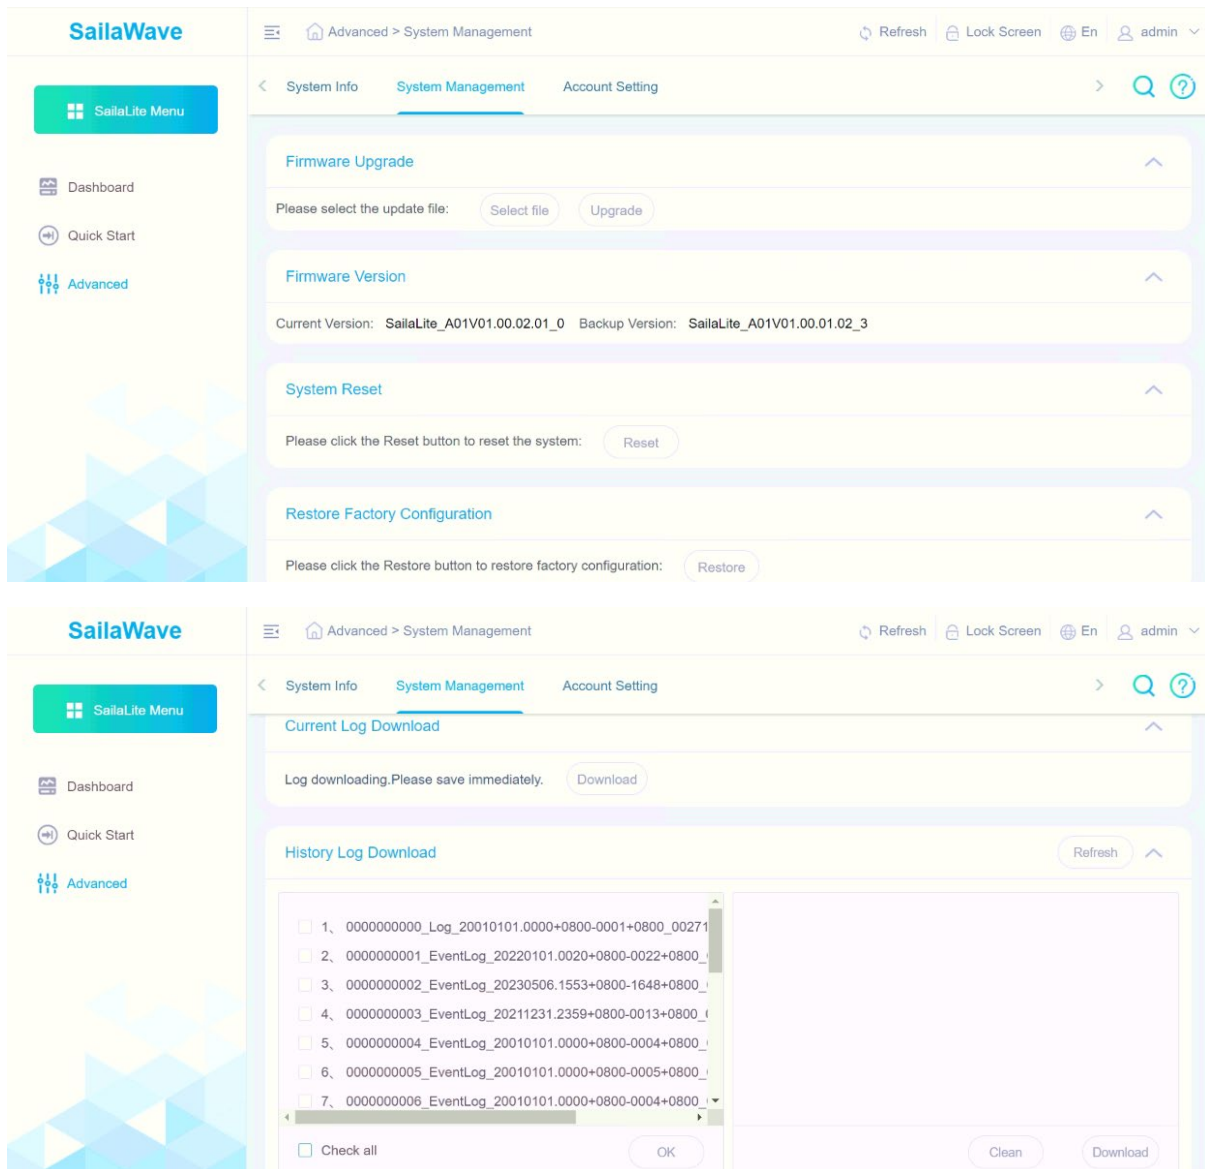 SailaWave
Advanced > System Management
Refresh
Lock Screen
En
admin
SailaLite Menu
System Info
System Management
Account Setting
Dashboard
Quick Start
Advanced
Firmware Upgrade
Please select the update file:
Select file
Upgrade
Firmware Version
Current Version: SailaLite_A01V01.00.02.01_0 Backup Version: SailaLite_A01V01.00.01.02_3
System Reset
Please click the Reset button to reset the system:
Reset
Restore Factory Configuration
Please click the Restore button to restore factory configuration:
Restore
SailaWave
Advanced > System Management
Refresh
Lock Screen
En
admin
SailaLite Menu
System Info
System Management
Account Setting
Dashboard
Quick Start
Advanced
Current Log Download
Log downloading.Please save immediately.
Download
History Log Download
Refresh
1、 0000000000_Log_20010101.0000+0800-0001+0800_00271
2、 0000000001_EventLog_20220101.0020+0800-0022+0800_
3、 0000000002_EventLog_20230506.1553+0800-1648+0800_
4、 0000000003_EventLog_20211231.2359+0800-0013+0800_
5、 0000000004_EventLog_20010101.0000+0800-0004+0800_
6、 0000000005_EventLog_20010101.0000+0800-0005+0800_
7、 0000000006_EventLog_20010101.0000+0800-0004+0800_
Check all
OK
Clean
Download